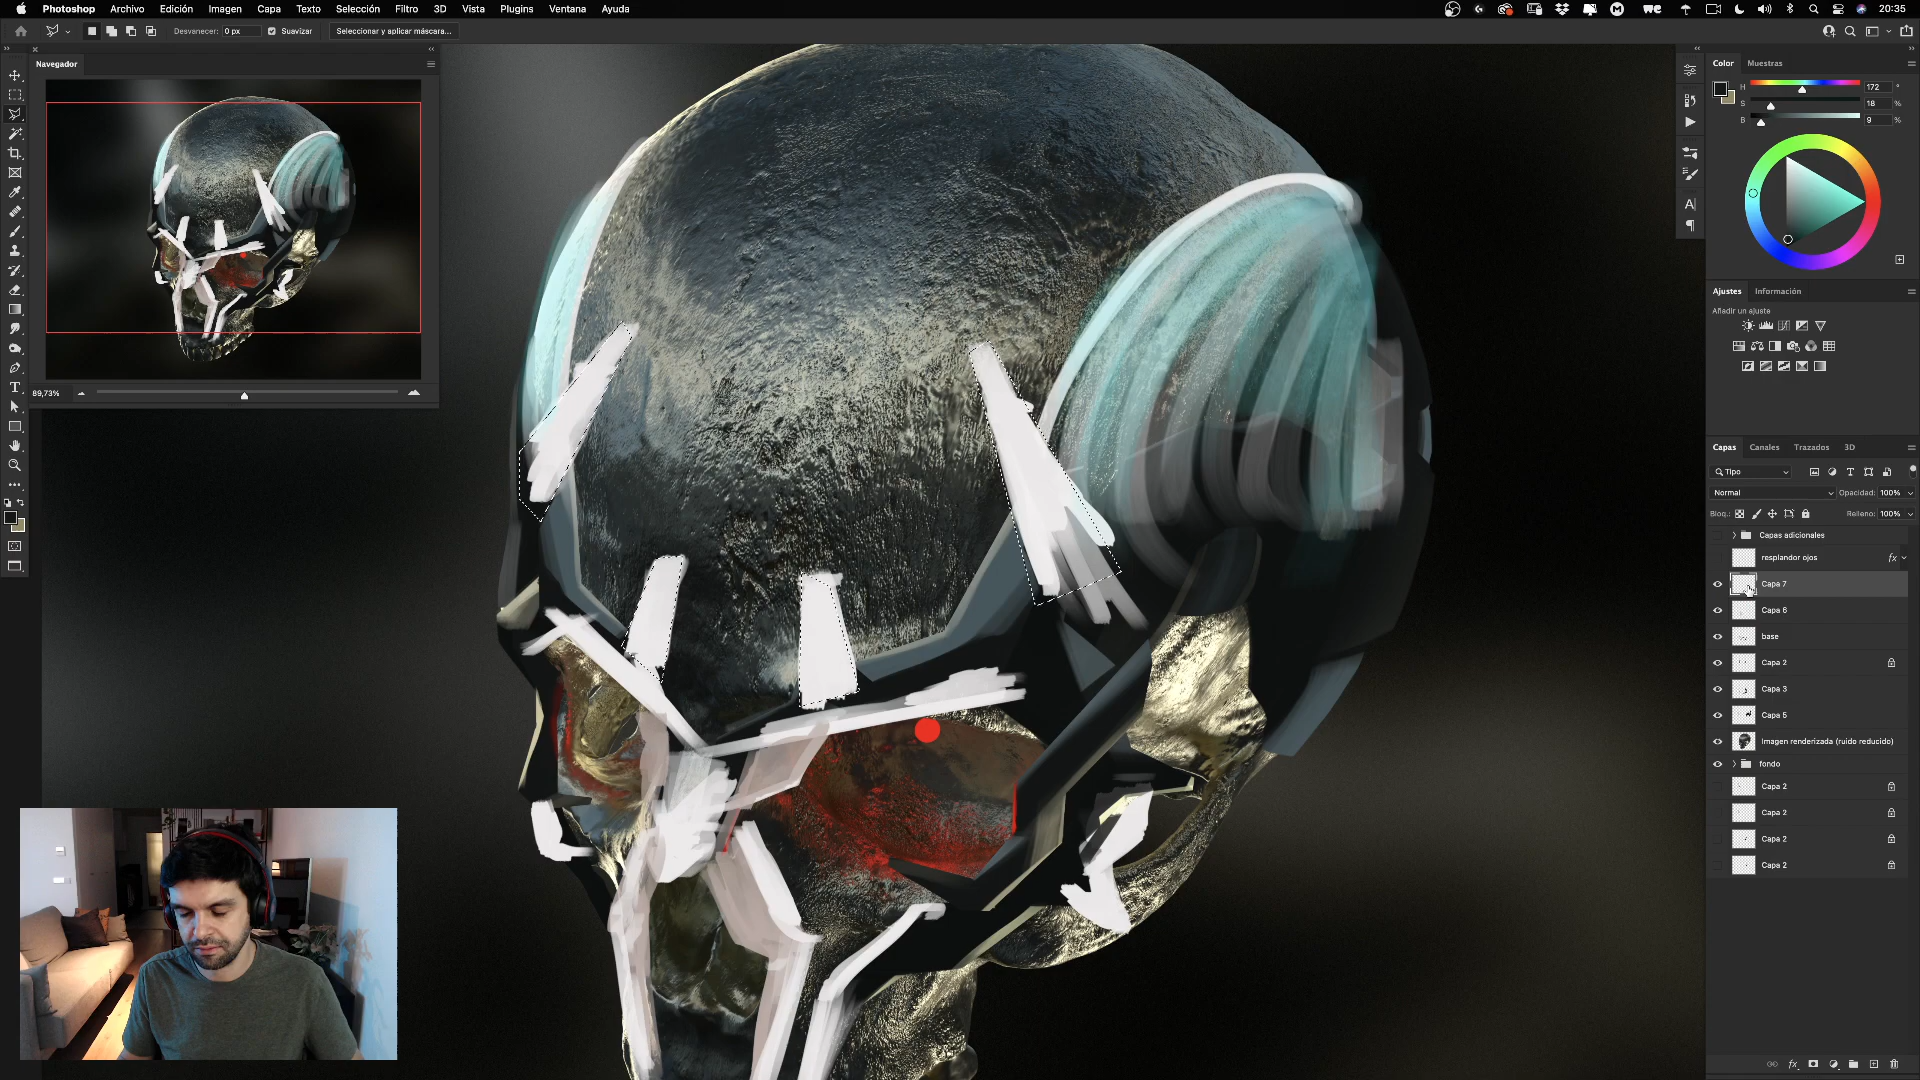 Photoshop Archivo Edición Imagen Capa Texto Selección Filtro 3D Vista Plugins Ventana Ayuda 20:35
Desvanecer: 0 px Suavizar Seleccionar y aplicar máscara...
Navegador
89,73%
Color Muestras
H 172 °
S 18 %
B 9 %
Ajustes Información
Añadir un ajuste
Capas Canales Trazados 3D
Tipo
Normal Opacidad: 100%
Bloq.: Relleno: 100%
Capas adicionales
resplandor ojos fx
Capa 7
Capa 6
base
Capa 2
Capa 3
Capa 5
Imagen renderizada (ruido reducido)
fondo
Capa 2
Capa 2
Capa 2
Capa 2
fx